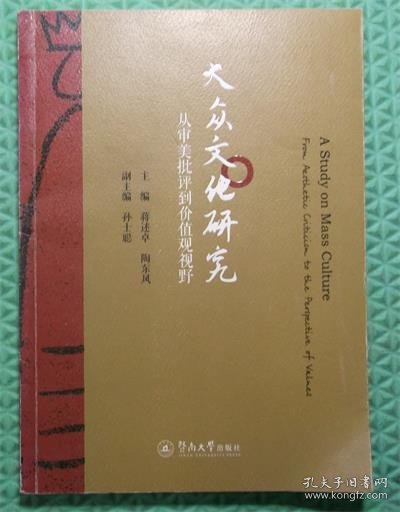 大众文化研究
从审美批评到价值观视野
主编 蒋述卓 陶东风
副主编 孙士聪
A Study on Mass Culture
From Aesthetic Criticism to the Perspective of Values
暨南大学出版社
JINAN UNIVERSITY PRESS
孔夫子旧书网
www.kongfz.com